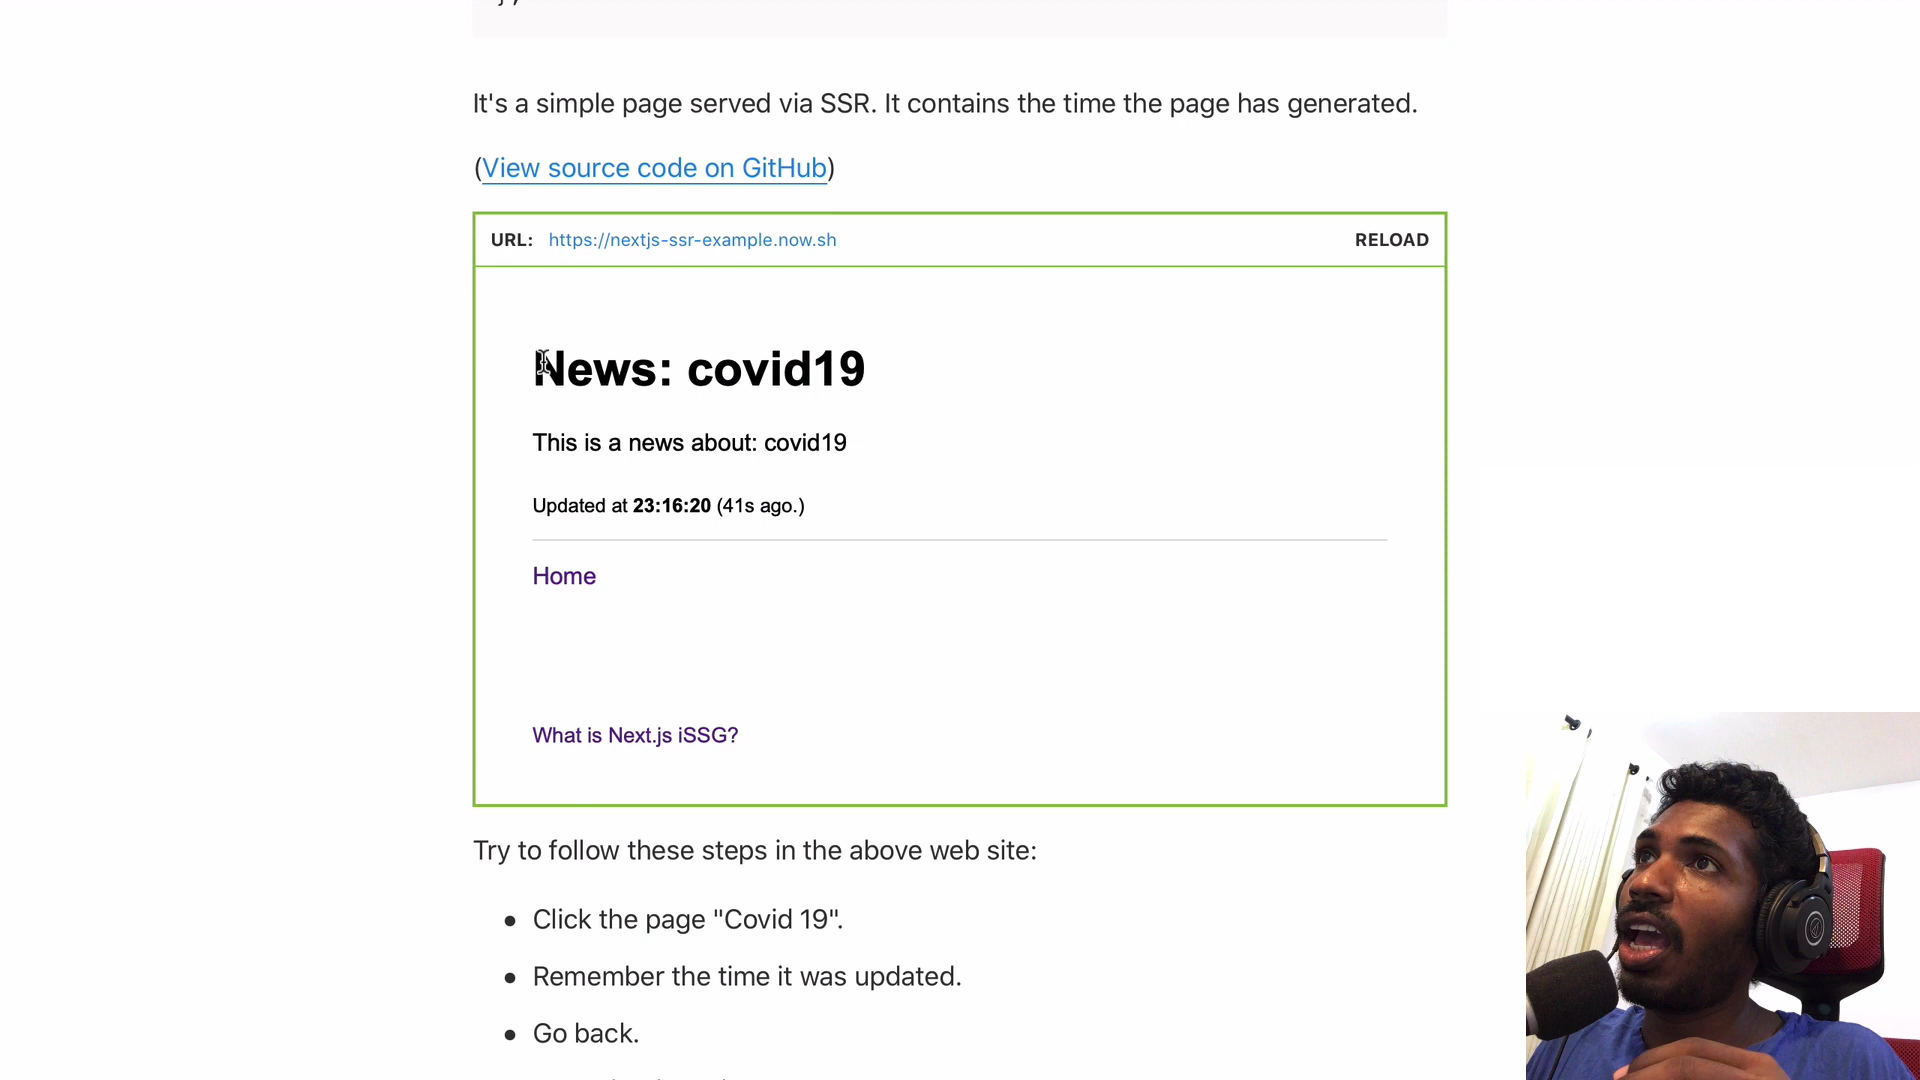 It's a simple page served via SSR. It contains the time the page has generated.
(View source code on GitHub)
URL: https://nextjs-ssr-example.now.sh RELOAD
News: covid19
This is a news about: covid19
Updated at 23:16:20 (41s ago.)
Home
What is Next.js iSSG?
Try to follow these steps in the above web site:
• Click the page "Covid 19".
• Remember the time it was updated.
• Go back.